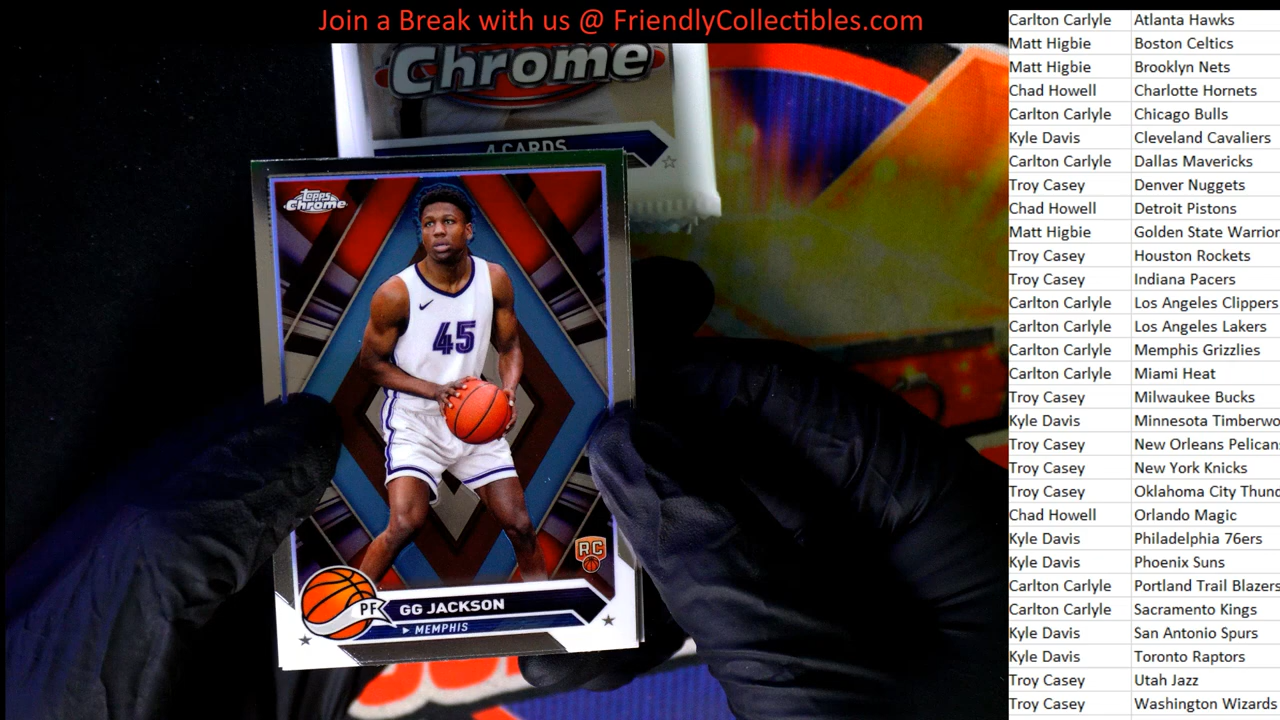 Join a Break with us @ FriendlyCollectibles.com
Chrome
4 CARDS
Topps
Chrome
45
RC
PF
GG JACKSON
MEMPHIS
Carlton Carlyle Atlanta Hawks
Matt Higbie Boston Celtics
Matt Higbie Brooklyn Nets
Chad Howell Charlotte Hornets
Carlton Carlyle Chicago Bulls
Kyle Davis Cleveland Cavaliers
Carlton Carlyle Dallas Mavericks
Troy Casey Denver Nuggets
Chad Howell Detroit Pistons
Matt Higbie Golden State Warrior
Troy Casey Houston Rockets
Troy Casey Indiana Pacers
Carlton Carlyle Los Angeles Clippers
Carlton Carlyle Los Angeles Lakers
Carlton Carlyle Memphis Grizzlies
Carlton Carlyle Miami Heat
Troy Casey Milwaukee Bucks
Kyle Davis Minnesota Timberwo
Troy Casey New Orleans Pelican
Troy Casey New York Knicks
Troy Casey Oklahoma City Thund
Chad Howell Orlando Magic
Kyle Davis Philadelphia 76ers
Kyle Davis Phoenix Suns
Carlton Carlyle Portland Trail Blazers
Carlton Carlyle Sacramento Kings
Kyle Davis San Antonio Spurs
Kyle Davis Toronto Raptors
Troy Casey Utah Jazz
Troy Casey Washington Wizards